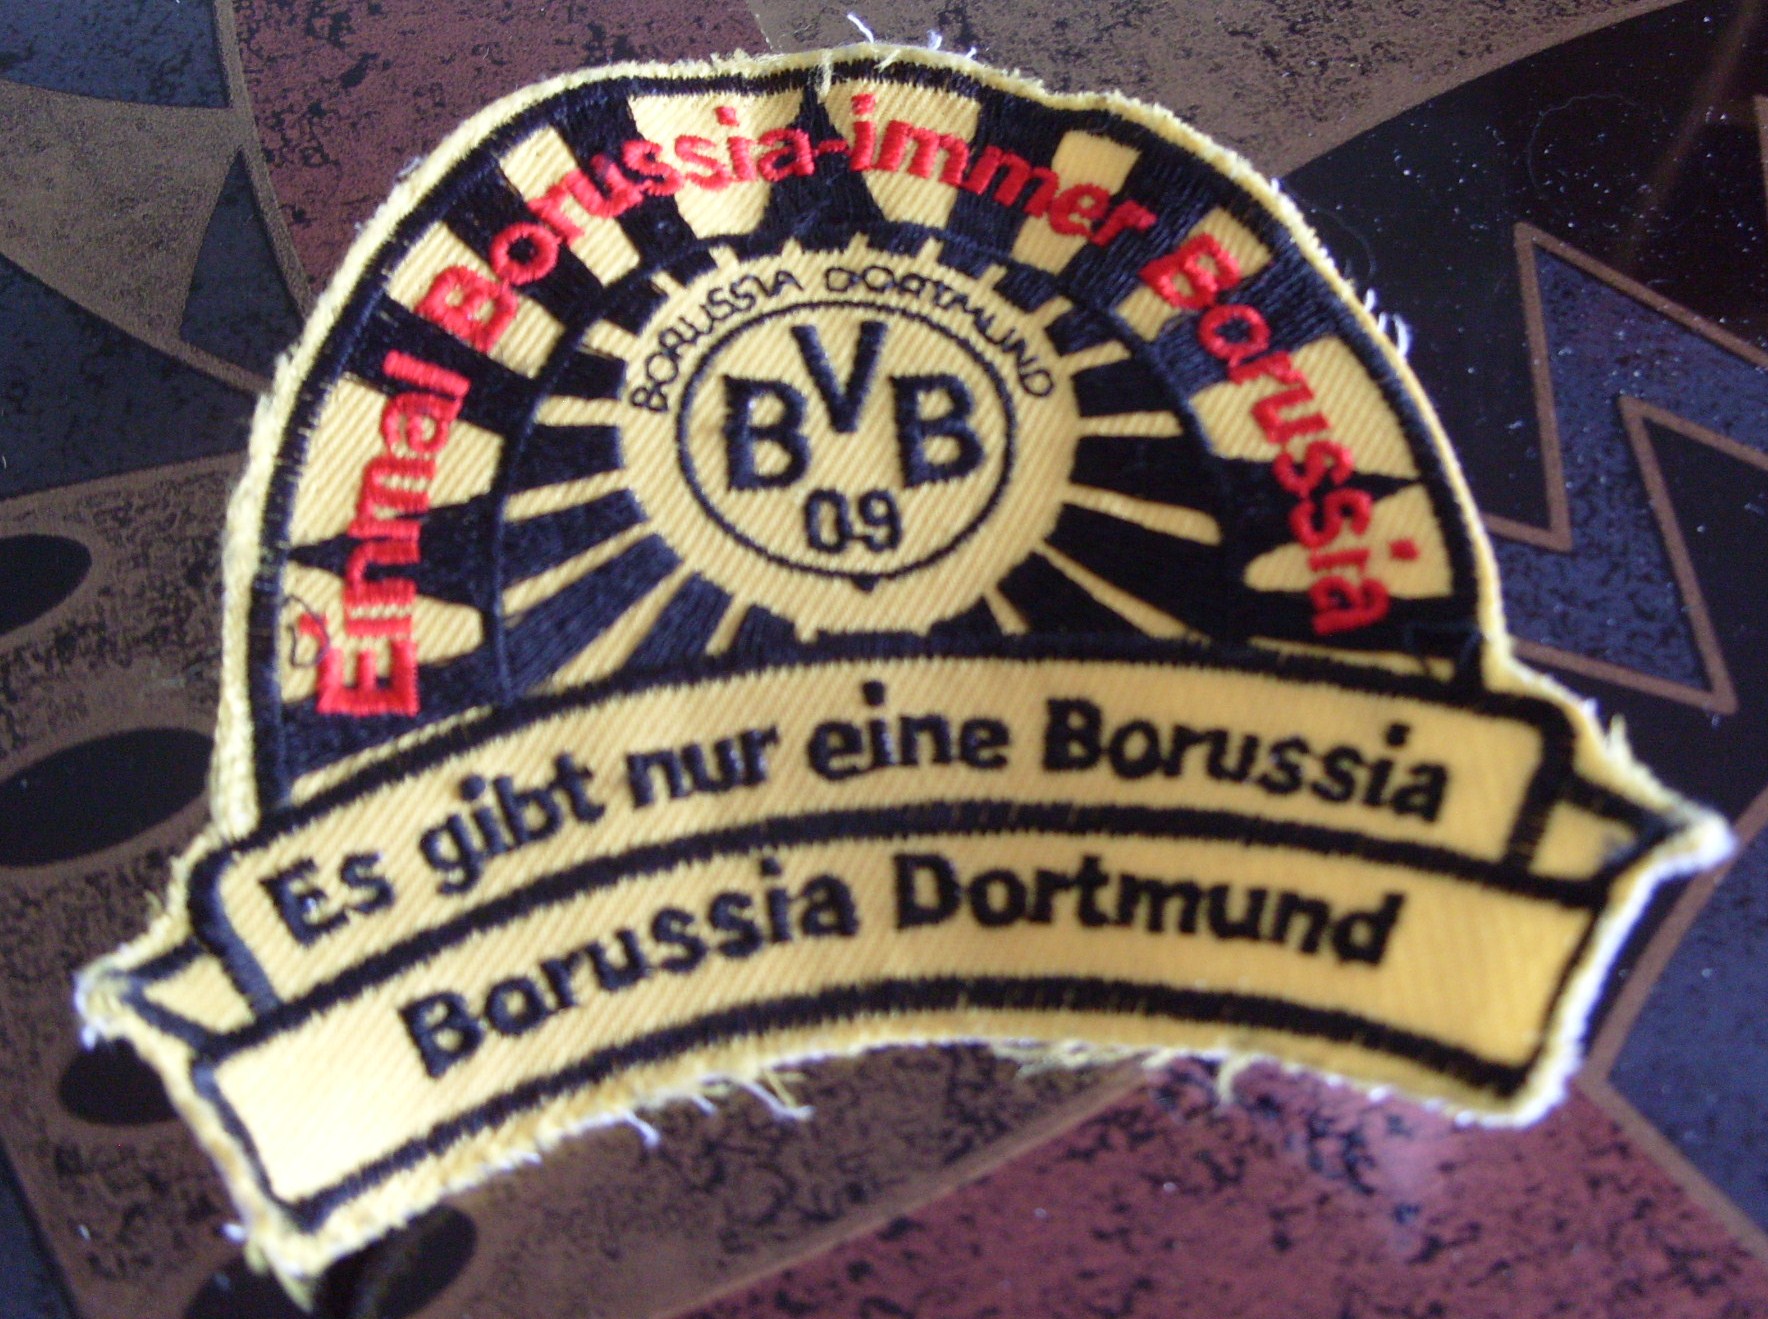 Einmal Borussia-immer Borussia
BORUSSIA DORTMUND
BVB
09
Es gibt nur eine Borussia
Borussia Dortmund